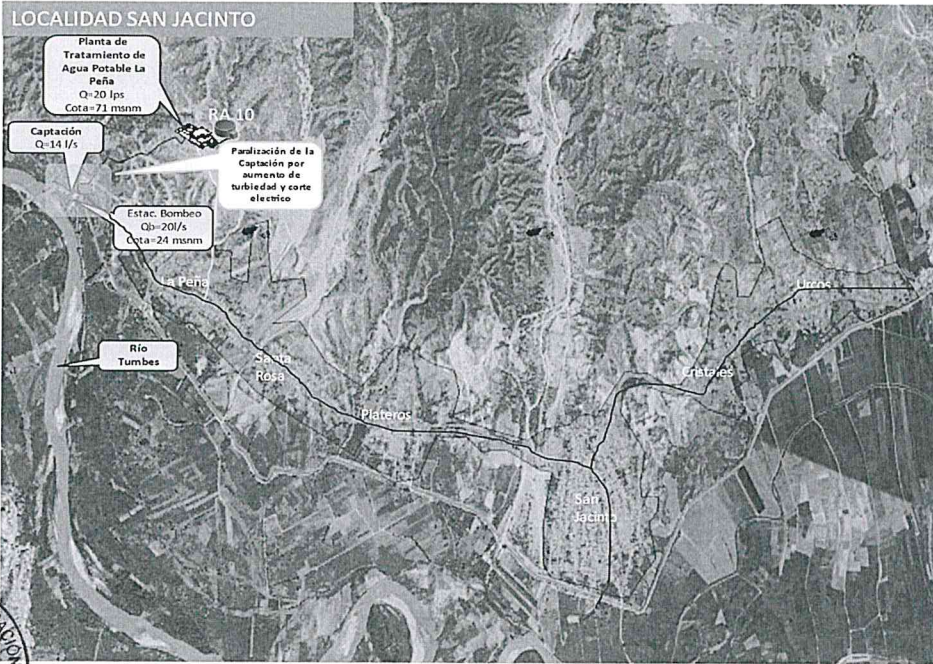 LOCALIDAD SAN JACINTO
Planta de
Tratamiento de
Agua Potable La
Peña
Q=20 lps
Cota=71 msnm
RA 10
Captación
Q=14 l/s
Paralización de la
Captación por
aumento de
turbiedad y corte
electrico
Estac. Bombeo
Qb=20l/s
Cota=24 msnm
La Peña
Urcos
Río
Tumbes
Santa
Rosa
Cristales
Plateros
San
Jacinto
ACIÓN